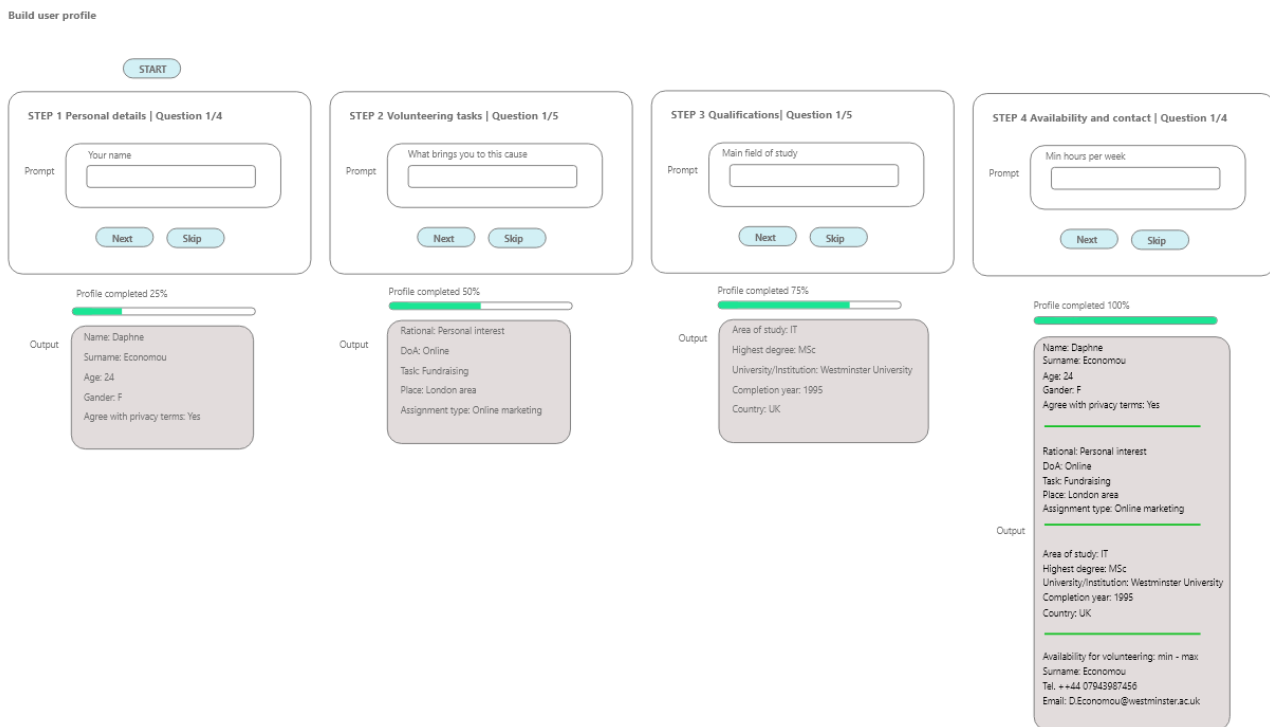 Build user profile
START
STEP 1 Personal details | Question 1/4
Your name
Prompt
Next
Skip
Profile completed 25%
Output
Name: Daphne
Surname: Economou
Age: 24
Gander: F
Agree with privacy terms: Yes
STEP 2 Volunteering tasks | Question 1/5
What brings you to this cause
Prompt
Next
Skip
Profile completed 50%
Output
Rational: Personal interest
DoA: Online
Task: Fundraising
Place: London area
Assignment type: Online marketing
STEP 3 Qualifications| Question 1/5
Main field of study
Prompt
Next
Skip
Profile completed 75%
Output
Area of study: IT
Highest degree: MSc
University/Institution: Westminster University
Completion year: 1995
Country: UK
STEP 4 Availability and contact | Question 1/4
Min hours per week
Prompt
Next
Skip
Profile completed 100%
Output
Name: Daphne
Surname: Economou
Age: 24
Gander: F
Agree with privacy terms: Yes
Rational: Personal interest
DoA: Online
Task: Fundraising
Place: London area
Assignment type: Online marketing
Area of study: IT
Highest degree: MSc
University/Institution: Westminster University
Completion year: 1995
Country: UK
Availability for volunteering: min - max
Surname: Economou
Tel. ++44 07943987456
Email: D.Economou@westminster.ac.uk